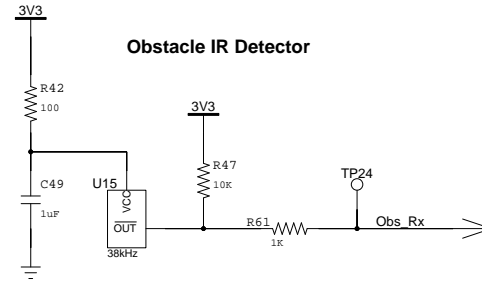 3V3
Obstacle IR Detector
R42
100
3V3
R47
10K
TP24
C49
1uF
U15
VCC
OUT
38kHz
R61
1K
Obs_Rx